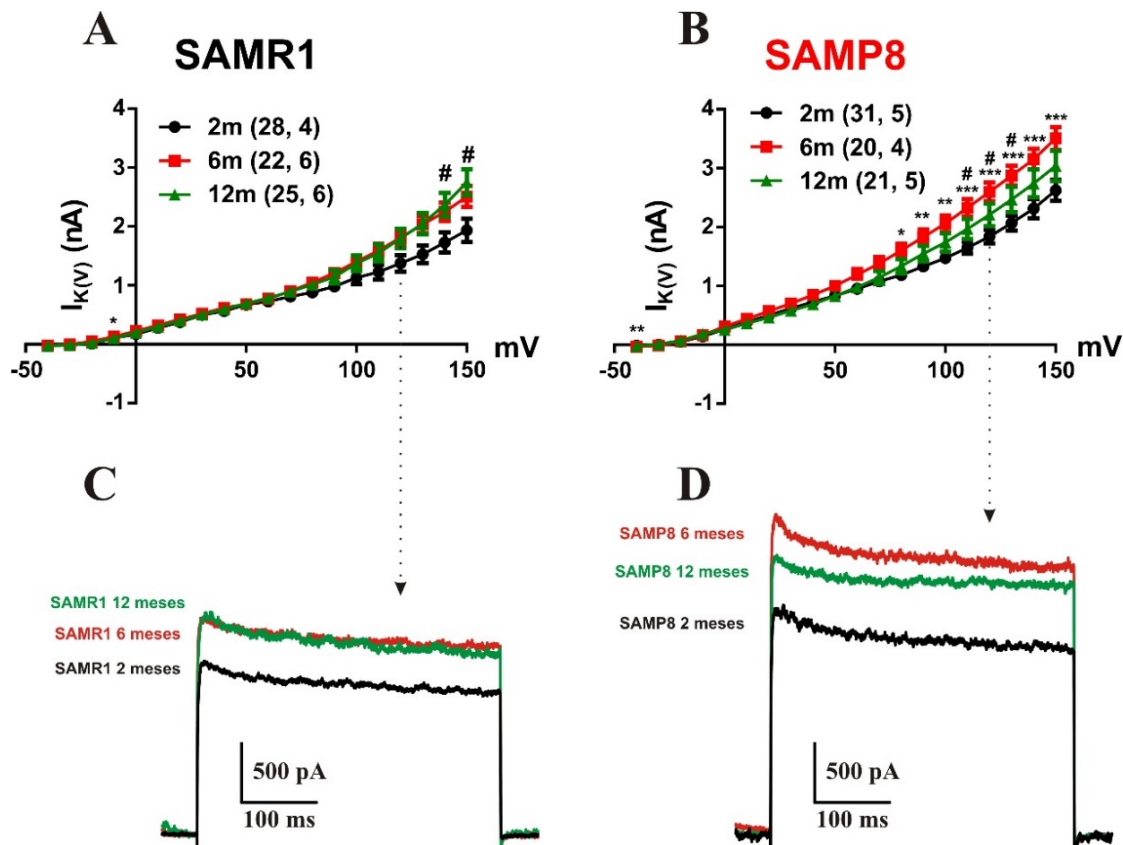 A
SAMR1
4
3
2
1
-1
I_K(V) (nA)
2m (28, 4)
6m (22, 6)
12m (25, 6)
*
# #
-50 50 100 150 mV
B
SAMP8
4
3
2
1
-1
I_K(V) (nA)
2m (31, 5)
6m (20, 4)
12m (21, 5)
**
* ** ** # *** # *** # *** *** ***
-50 50 100 150 mV
C
SAMR1 12 meses
SAMR1 6 meses
SAMR1 2 meses
500 pA
100 ms
D
SAMP8 6 meses
SAMP8 12 meses
SAMP8 2 meses
500 pA
100 ms